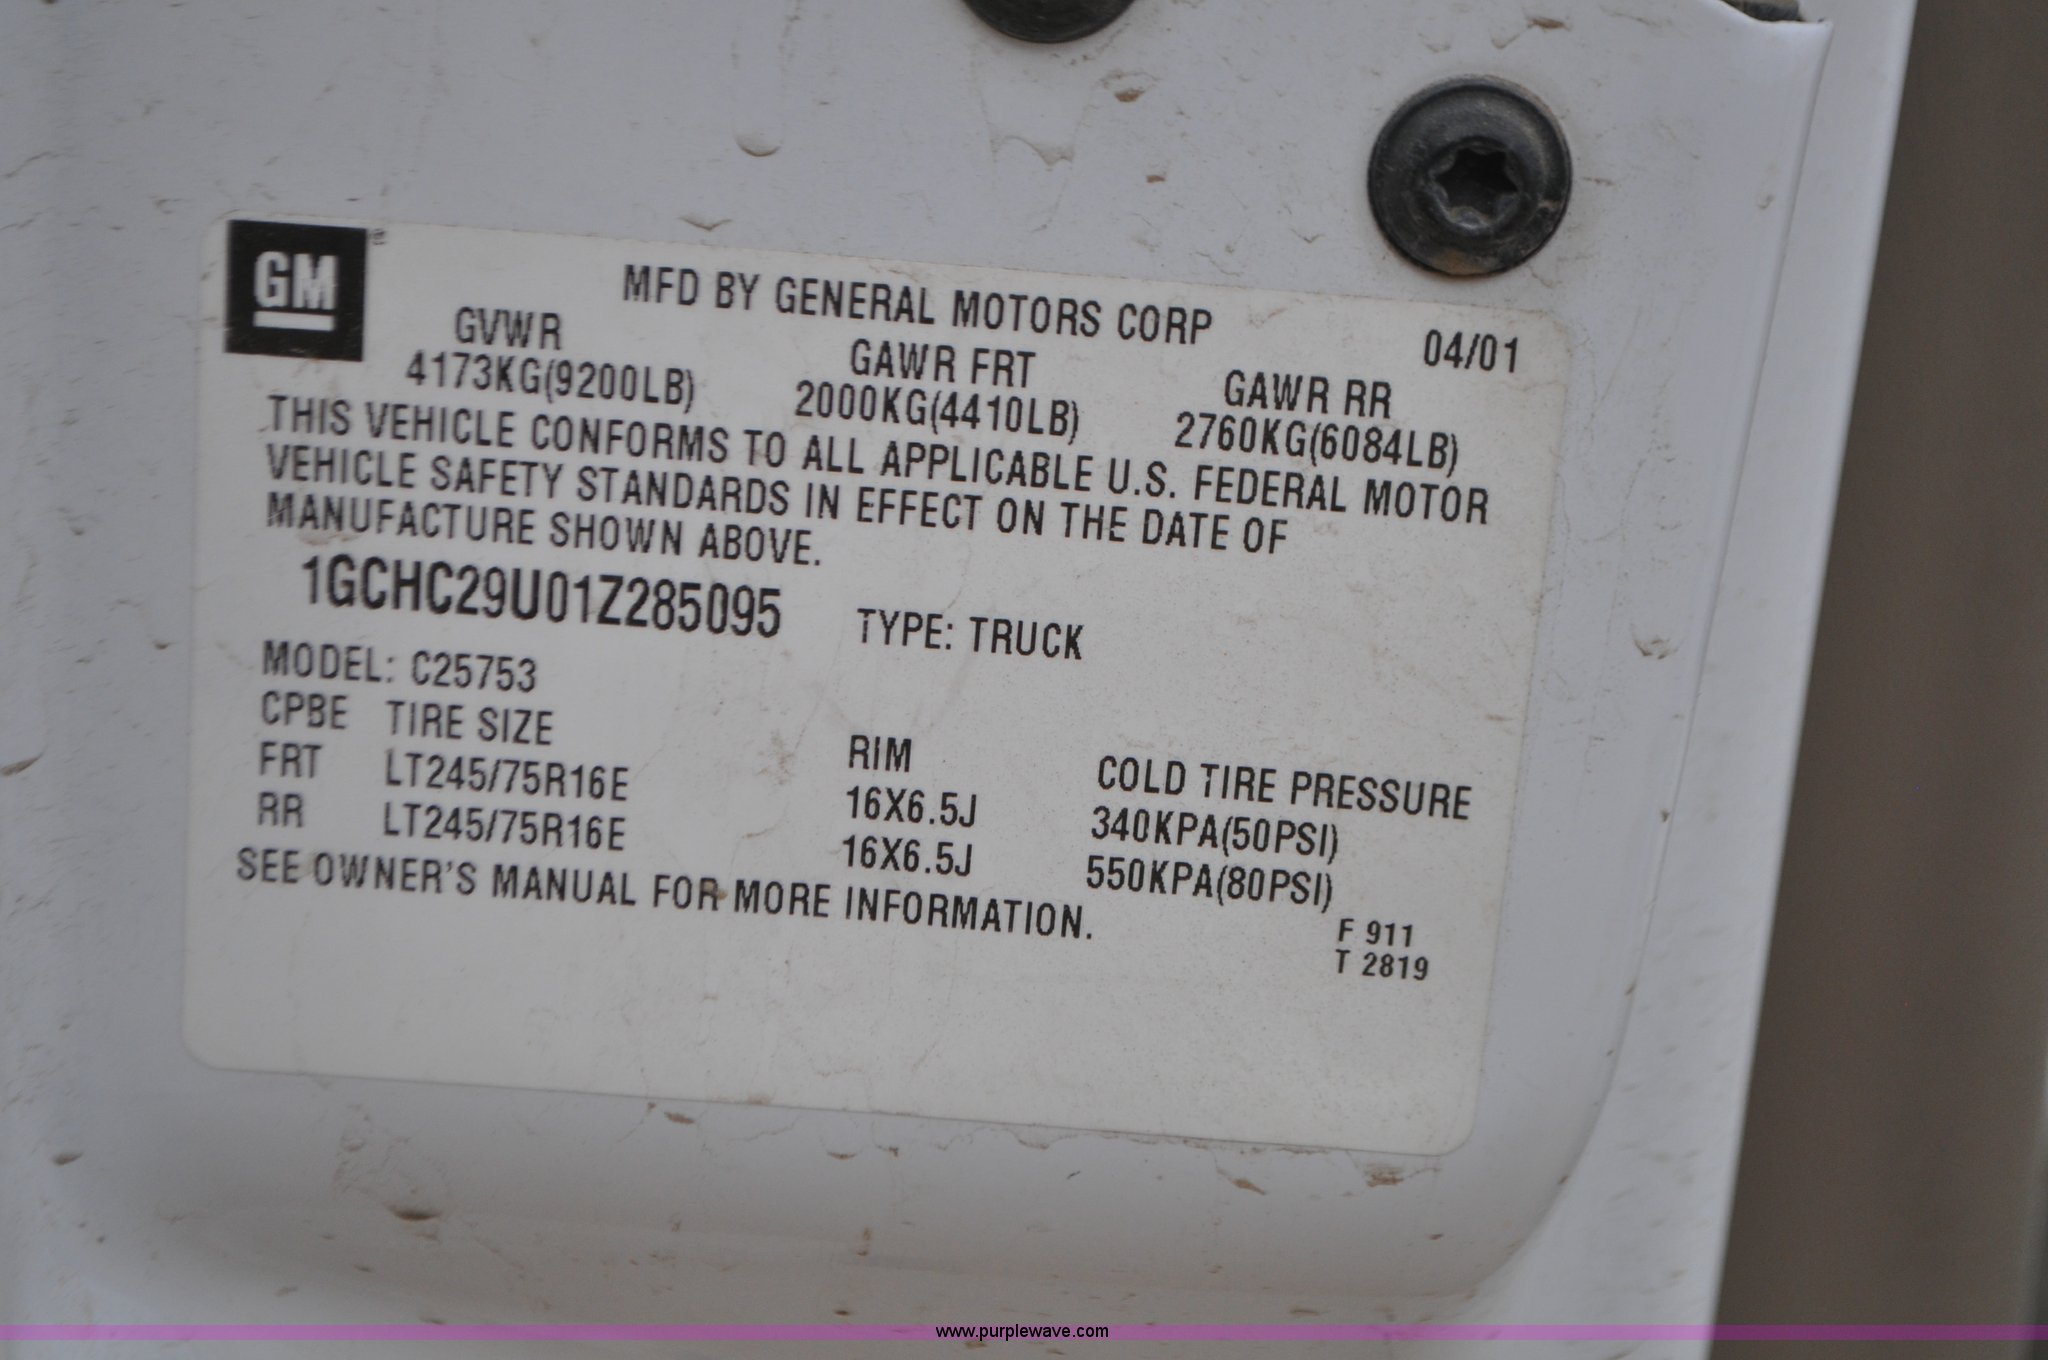 GM®
MFD BY GENERAL MOTORS CORP 04/01
GVWR GAWR FRT GAWR RR
4173KG(9200LB) 2000KG(4410LB) 2760KG(6084LB)
THIS VEHICLE CONFORMS TO ALL APPLICABLE U.S. FEDERAL MOTOR
VEHICLE SAFETY STANDARDS IN EFFECT ON THE DATE OF
MANUFACTURE SHOWN ABOVE.
1GCHC29U01Z285095 TYPE: TRUCK
MODEL: C25753
CPBE TIRE SIZE RIM COLD TIRE PRESSURE
FRT LT245/75R16E 16X6.5J 340KPA(50PSI)
RR LT245/75R16E 16X6.5J 550KPA(80PSI)
SEE OWNER'S MANUAL FOR MORE INFORMATION.
F 911
T 2819
www.purplewave.com